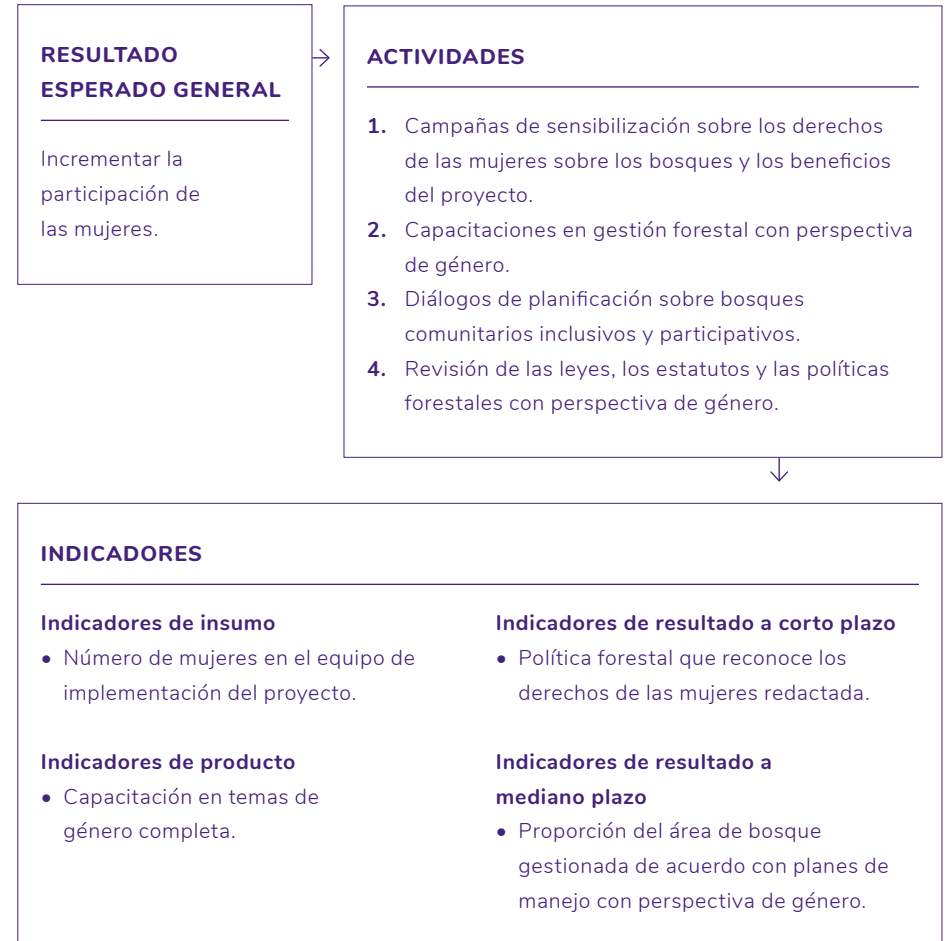 RESULTADO
ESPERADO GENERAL
Incrementar la
participación de
las mujeres.
ACTIVIDADES
1. Campañas de sensibilización sobre los derechos
de las mujeres sobre los bosques y los beneficios
del proyecto.
2. Capacitaciones en gestión forestal con perspectiva
de género.
3. Diálogos de planificación sobre bosques
comunitarios inclusivos y participativos.
4. Revisión de las leyes, los estatutos y las políticas
forestales con perspectiva de género.
INDICADORES
Indicadores de insumo
• Número de mujeres en el equipo de
implementación del proyecto.
Indicadores de producto
• Capacitación en temas de
género completa.
Indicadores de resultado a corto plazo
• Política forestal que reconoce los
derechos de las mujeres redactada.
Indicadores de resultado a
mediano plazo
• Proporción del área de bosque
gestionada de acuerdo con planes de
manejo con perspectiva de género.